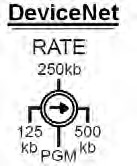 DeviceNet
RATE
250kb
125 500
kb PGM kb